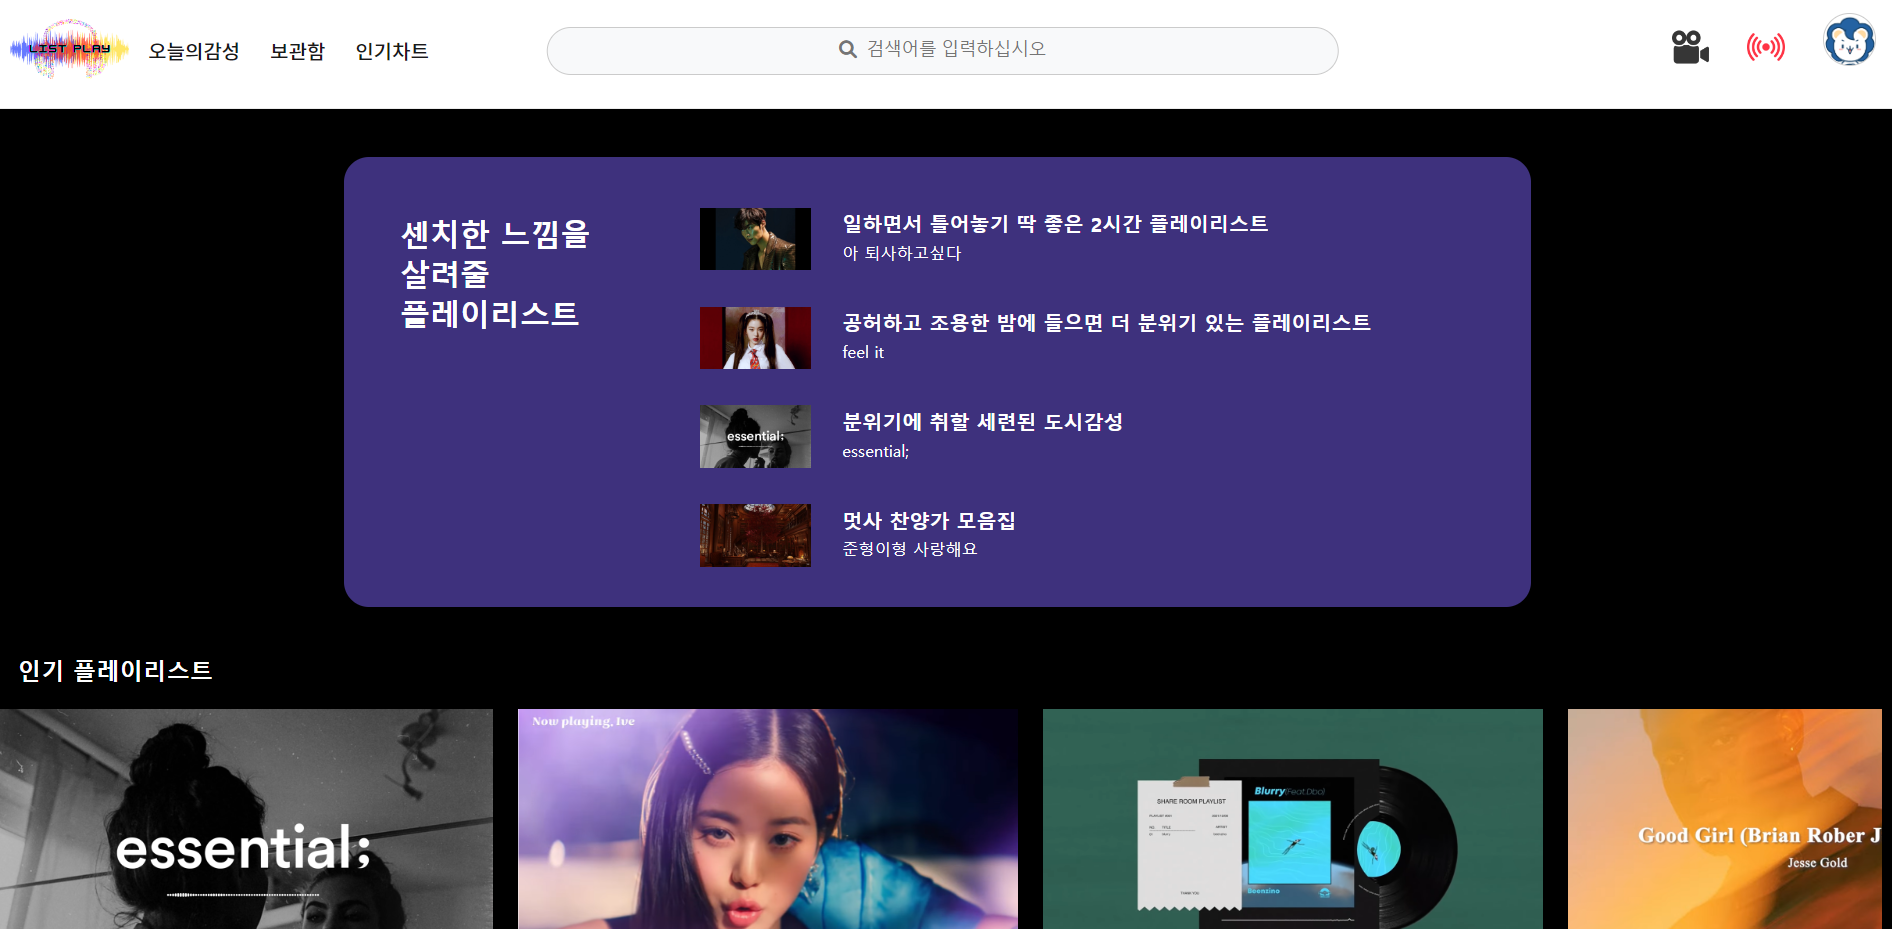 LIST PLAY
오늘의감성 보관함 인기차트
검색어를 입력하십시오
센치한 느낌을
살려줄
플레이리스트
일하면서 틀어놓기 딱 좋은 2시간 플레이리스트
아 퇴사하고싶다
공허하고 조용한 밤에 들으면 더 분위기 있는 플레이리스트
feel it
essential;
분위기에 취할 세련된 도시감성
essential;
멋사 찬양가 모음집
준형이형 사랑해요
인기 플레이리스트
essential;
Now playing, Ive
SHARE ROOM PLAYLIST
THANK YOU
Blurry(Feat.Dbo)
Beenzino
Good Girl (Brian Rober J
Jesse Gold